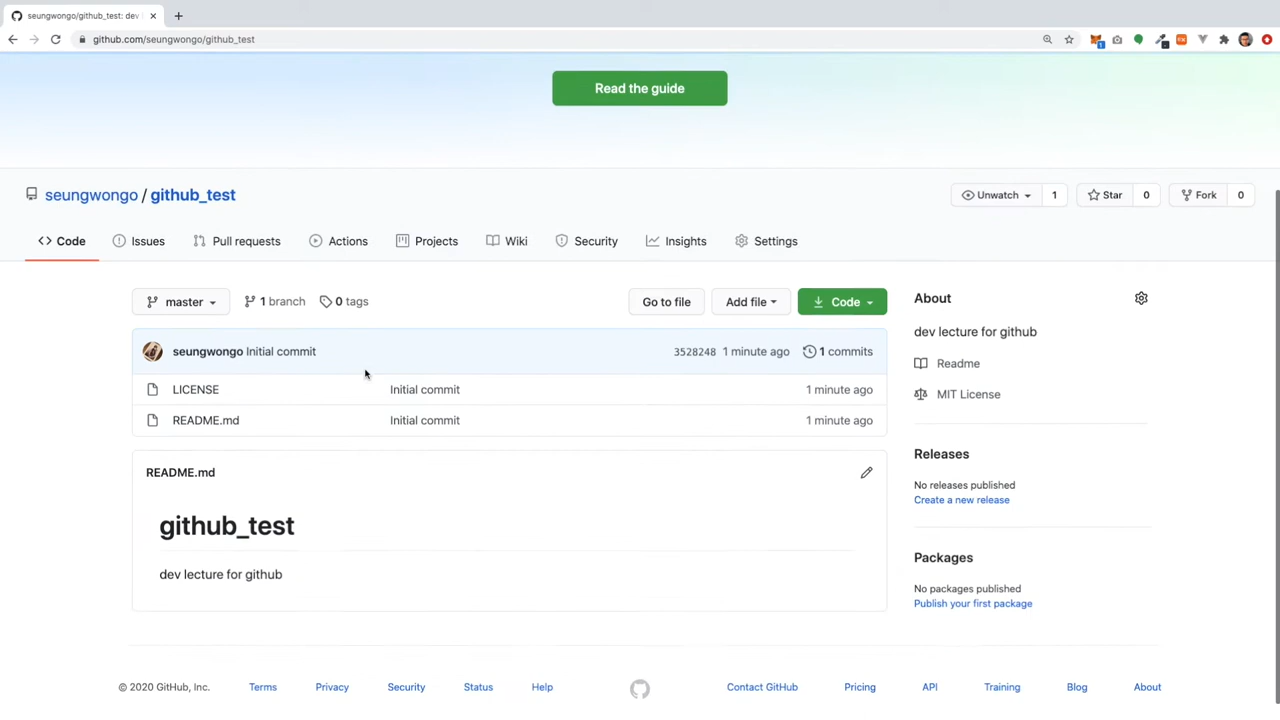 seungwongo/github_test: dev
github.com/seungwongo/github_test
Read the guide
seungwongo / github_test
Unwatch 1 Star 0 Fork 0
Code Issues Pull requests Actions Projects Wiki Security Insights Settings
master 1 branch 0 tags Go to file Add file Code
seungwongo Initial commit 3528248 1 minute ago 1 commits
LICENSE Initial commit 1 minute ago
README.md Initial commit 1 minute ago
README.md
github_test
dev lecture for github
About
dev lecture for github
Readme
MIT License
Releases
No releases published
Create a new release
Packages
No packages published
Publish your first package
© 2020 GitHub, Inc. Terms Privacy Security Status Help Contact GitHub Pricing API Training Blog About